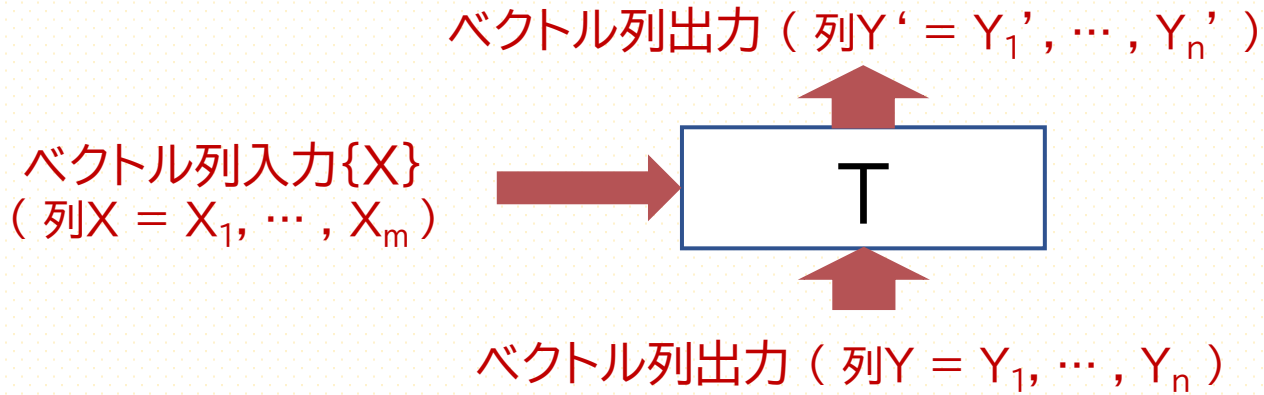 ベクトル列出力 ( 列Y‘ = Y1’, … , Yn’ )
ベクトル列入力{X}
( 列X = X1, … , Xm )
T
ベクトル列出力 ( 列Y = Y1, … , Yn )